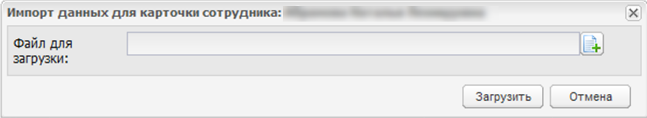 Импорт данных для карточки сотрудника:
Файл для
загрузки:
Загрузить Отмена